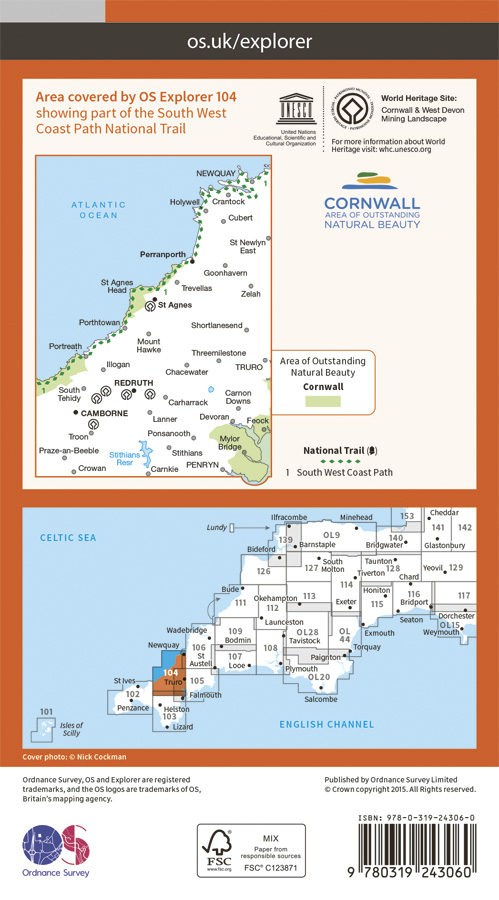 os.uk/explorer
Area covered by OS Explorer 104
showing part of the South West
Coast Path National Trail
UNESCO
United Nations
Educational, Scientific and
Cultural Organization
World Heritage Site:
Cornwall & West Devon
Mining Landscape
For more information about World
Heritage visit: whc.unesco.org
CORNWALL
AREA OF OUTSTANDING
NATURAL BEAUTY
ATLANTIC
OCEAN
NEWQUAY
1
Holywell
Crantock
Cubert
St Newlyn
East
Perranporth
Goonhavern
St Agnes
Head
Trevellas
1
Zelah
St Agnes
Porthtowan
Shortlanesend
Mount
Hawke
Portreath
Threemilestone
Illogan
Chacewater
TRURO
1
REDRUTH
South
Tehidy
Carharrack
Carnon
Downs
CAMBORNE
Lanner
Devoran
Feock
Troon
Ponsanooth
Mylor
Bridge
Praze-an-Beeble
Stithians
Resr
Stithians
Crowan
Carnkie
PENRYN
Area of Outstanding
Natural Beauty
Cornwall
National Trail
1 South West Coast Path
CELTIC SEA
Lundy
Ilfracombe
Minehead
153
Cheddar
141
142
139
OL9
140
Barnstaple
Bridgwater
Glastonbury
Bideford
126
127
South
Molton
Taunton
128
Yeovil
129
Tiverton
114
Chard
Bude
111
Okehampton
113
Honiton
116
117
112
Exeter
115
Bridport
Dorchester
Launceston
Seaton
OL15
Wadebridge
109
OL28
OL
44
Exmouth
Weymouth
Newquay
106
Bodmin
Tavistock
Torquay
St
Austell
107
108
Paignton
104
Looe
Plymouth
Truro
105
OL20
St Ives
102
Falmouth
Salcombe
Penzance
Helston
103
101
Isles of
Scilly
Lizard
ENGLISH CHANNEL
Cover photo: © Nick Cockman
Ordnance Survey, OS and Explorer are registered
trademarks, and the OS logos are trademarks of OS,
Britain's mapping agency.
Published by Ordnance Survey Limited
© Crown copyright 2015. All Rights reserved.
Ordnance Survey
FSC
www.fsc.org
MIX
Paper from
responsible sources
FSC® C123871
ISBN: 978-0-319-24306-0
9 780319 243060